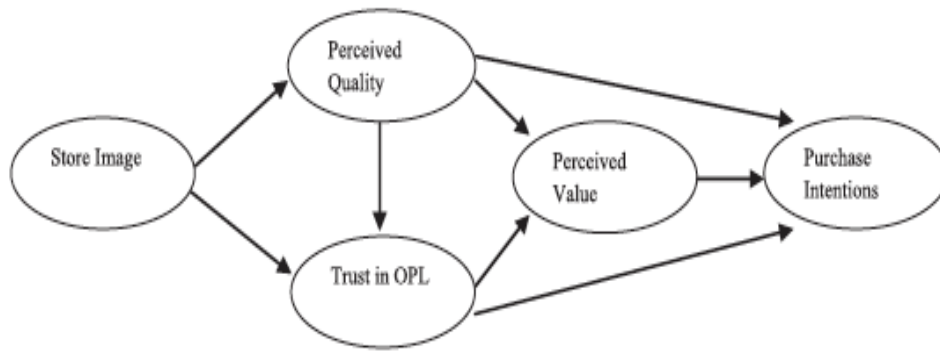 Perceived
Quality
Store Image
Perceived
Value
Purchase
Intentions
Trust in OPL